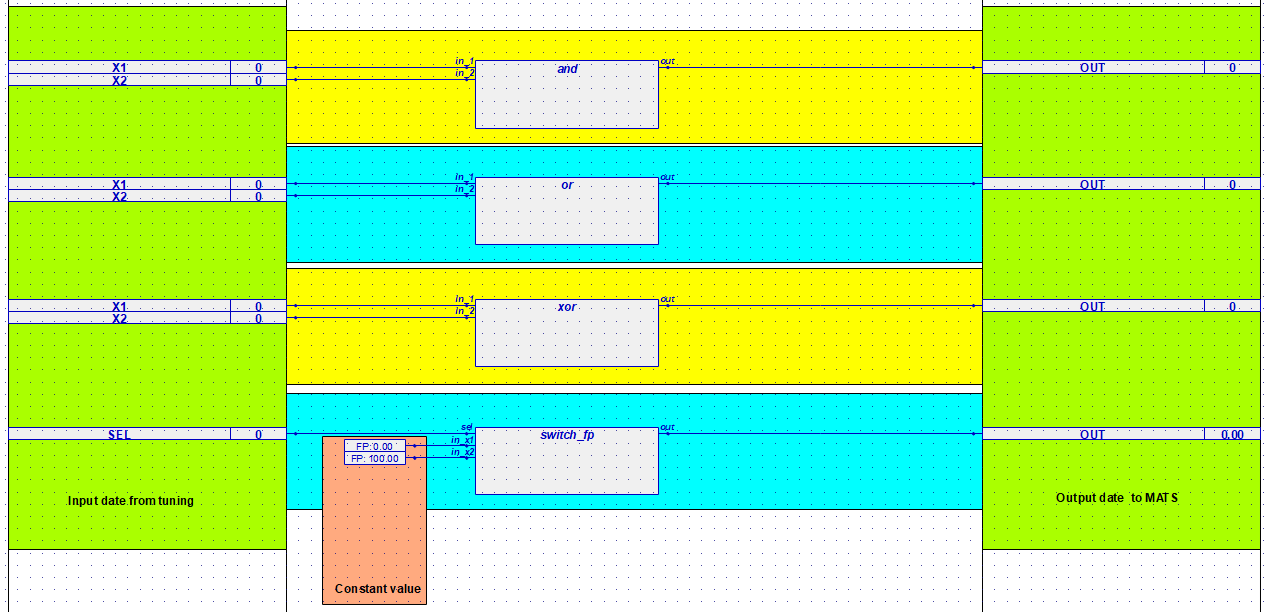 X1 0 in_1 and out OUT 0
X2 0 in_2
X1 0 in_1 or out OUT 0
X2 0 in_2
X1 0 in_1 xor out OUT 0
X2 0 in_2
SEL 0 sel switch_fp out OUT 0.00
FP: 0.00 in_x1
FP: 100.00 in_x2
Input date from tuning
Output date to MATS
Constant value